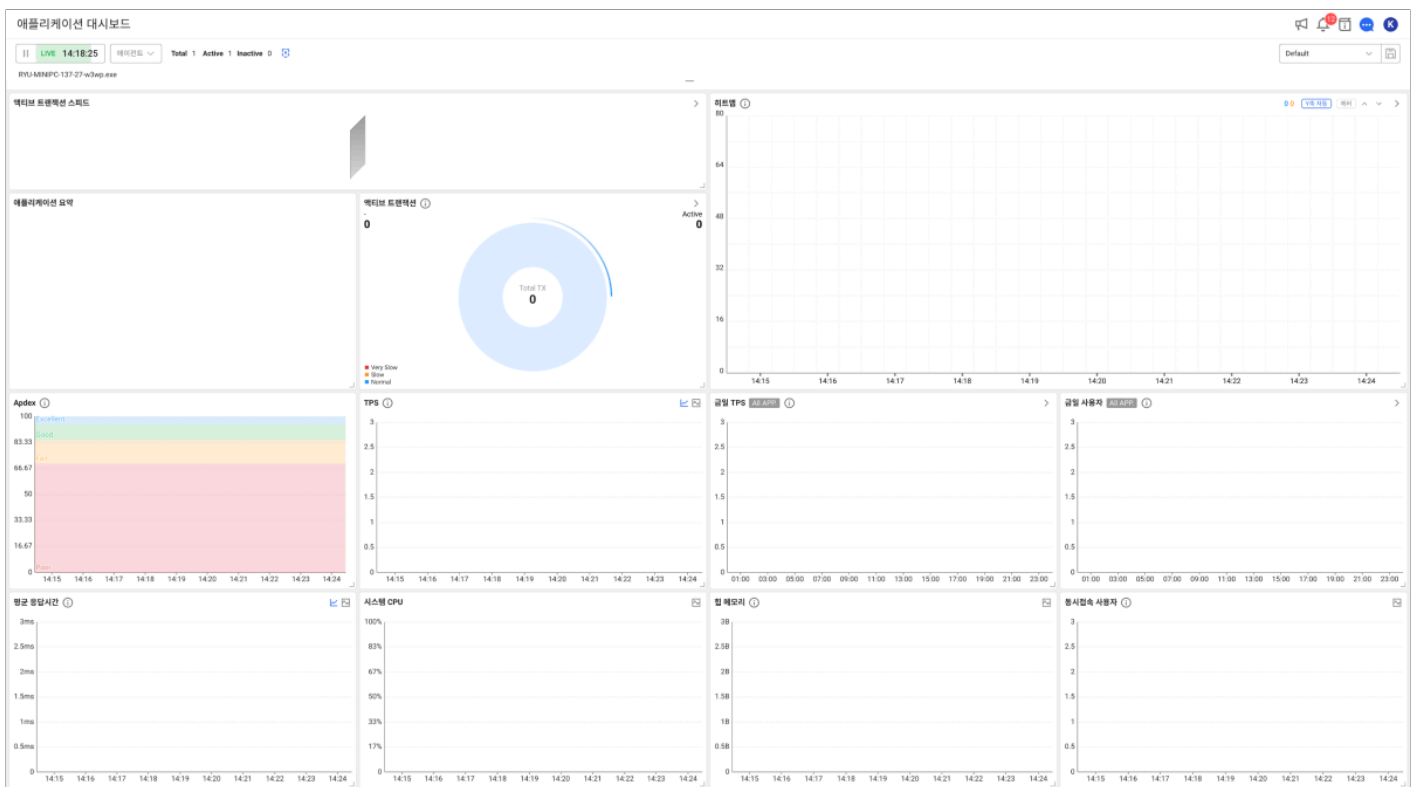 애플리케이션 대시보드
12
K
LIVE 14:18:25 에이전트 Total 1 Active 1 Inactive 0 Default
RYU-MINIPC-137-27-w3wp.exe
액티브 트랜잭션 스피드
히트맵 0 0 Y축 자동 에러
80
64
48
32
16
0
14:15 14:16 14:17 14:18 14:19 14:20 14:21 14:22 14:23 14:24
애플리케이션 요약
액티브 트랜잭션
- Active
0 0
Total TX
0
Very Slow
Slow
Normal
Apdex
100
83.33
66.67
50
33.33
16.67
0
Excellent
Good
Fair
Poor
14:15 14:16 14:17 14:18 14:19 14:20 14:21 14:22 14:23 14:24
TPS
3
2.5
2
1.5
1
0.5
0
14:15 14:16 14:17 14:18 14:19 14:20 14:21 14:22 14:23 14:24
금일 TPS All APP.
3
2.5
2
1.5
1
0.5
0
01:00 03:00 05:00 07:00 09:00 11:00 13:00 15:00 17:00 19:00 21:00 23:00
금일 사용자 All APP.
3
2.5
2
1.5
1
0.5
0
01:00 03:00 05:00 07:00 09:00 11:00 13:00 15:00 17:00 19:00 21:00 23:00
평균 응답시간
3ms
2.5ms
2ms
1.5ms
1ms
0.5ms
0
14:15 14:16 14:17 14:18 14:19 14:20 14:21 14:22 14:23 14:24
시스템 CPU
100%
83%
67%
50%
33%
17%
0
14:15 14:16 14:17 14:18 14:19 14:20 14:21 14:22 14:23 14:24
힙 메모리
3B
2.5B
2B
1.5B
1B
0.5B
0
14:15 14:16 14:17 14:18 14:19 14:20 14:21 14:22 14:23 14:24
동시접속 사용자
3
2.5
2
1.5
1
0.5
0
14:15 14:16 14:17 14:18 14:19 14:20 14:21 14:22 14:23 14:24